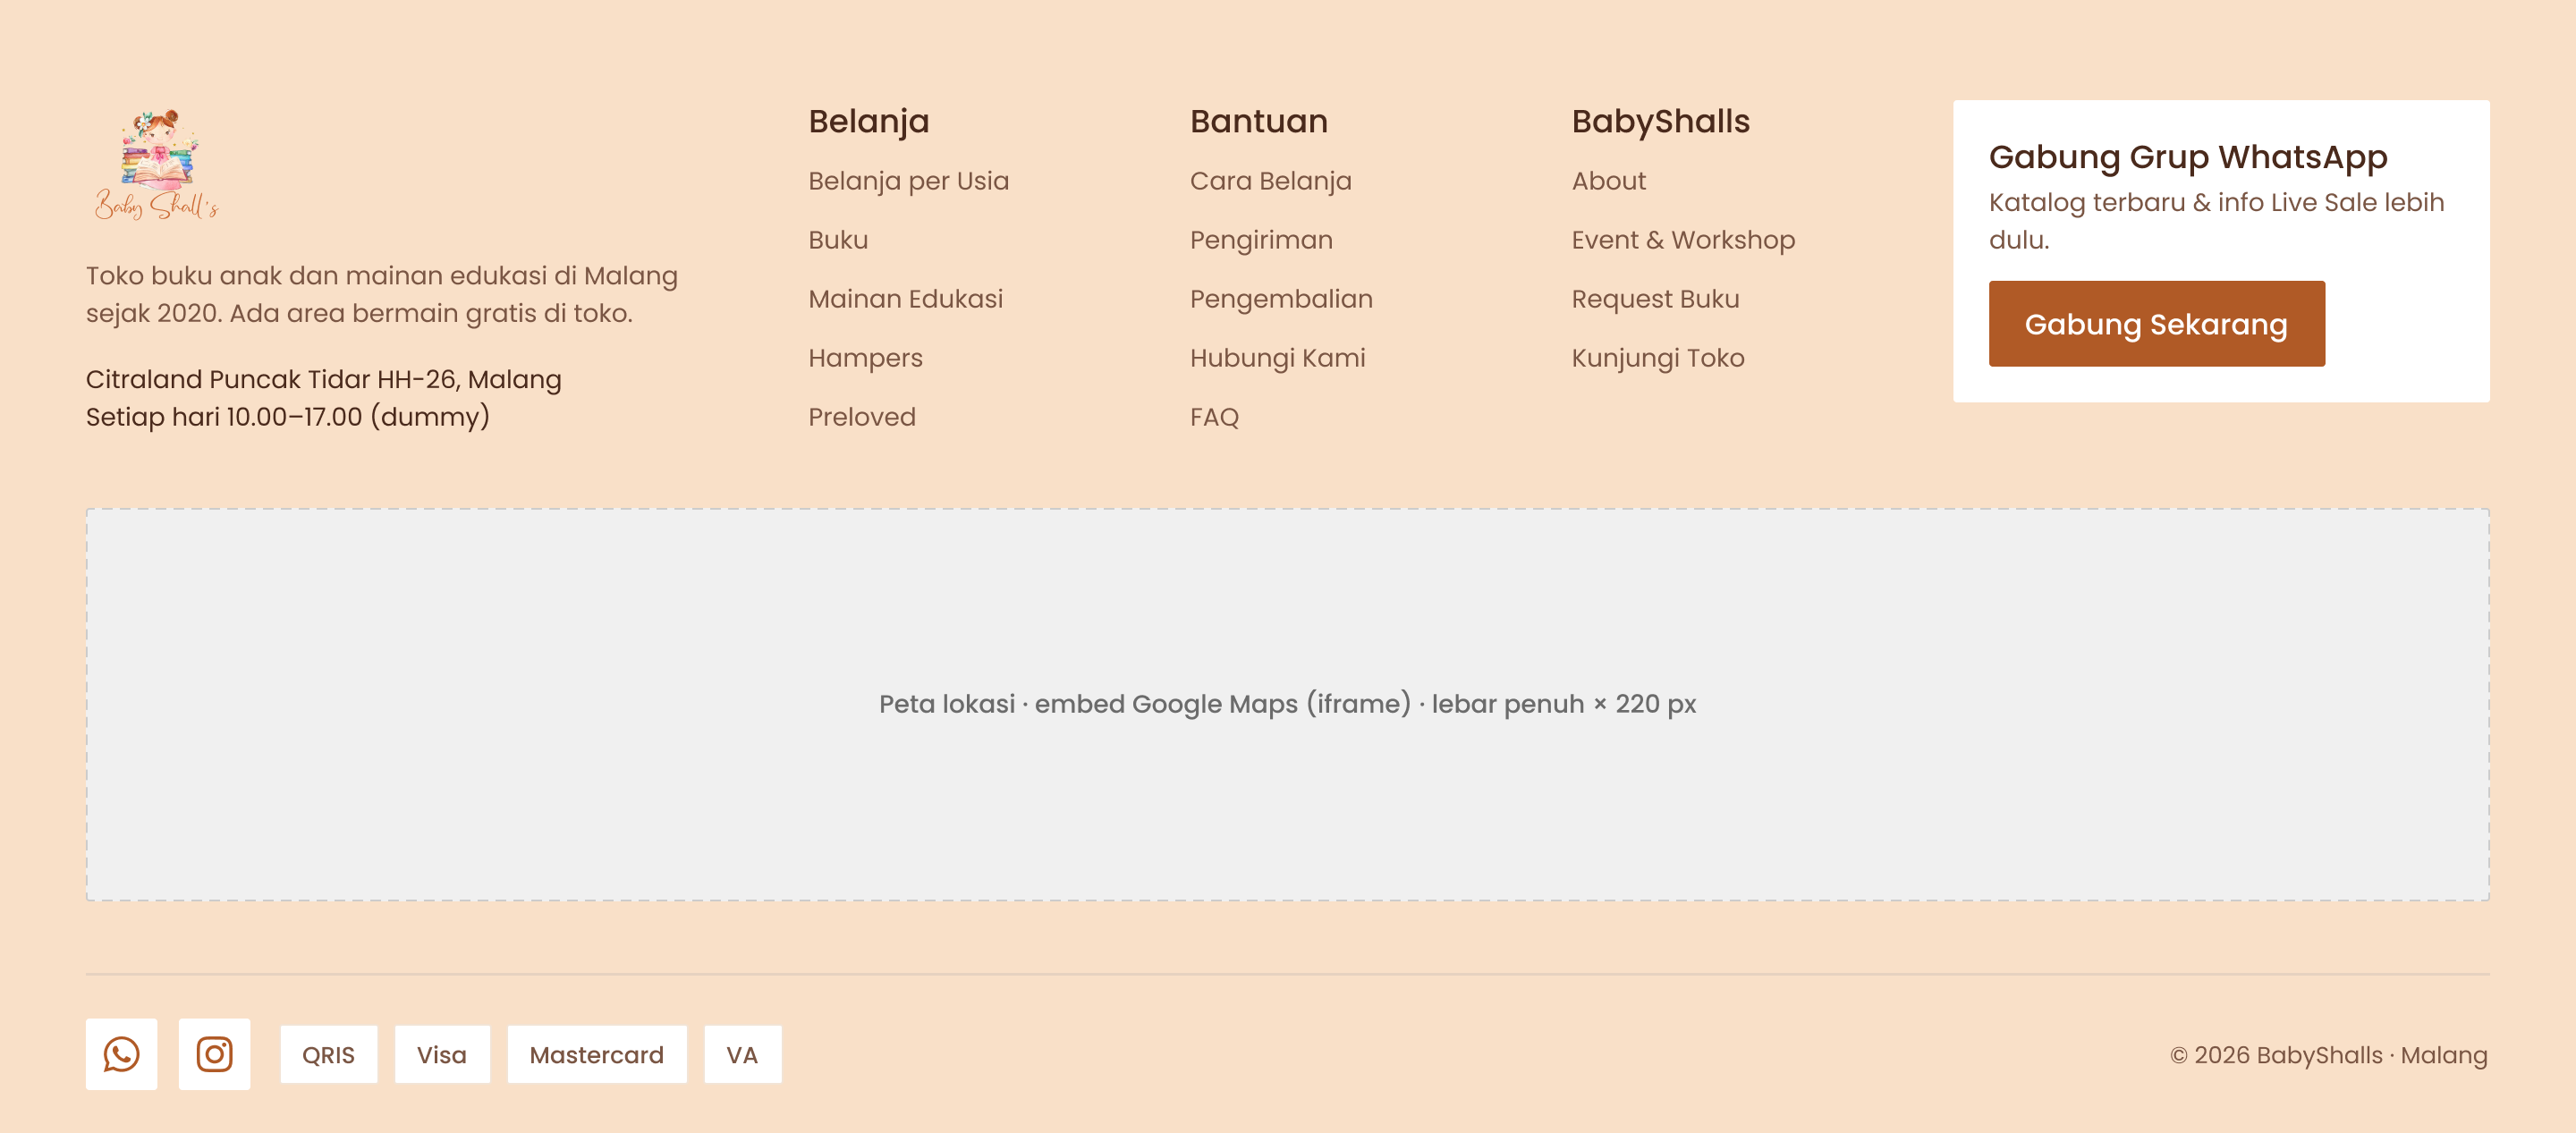 Baby Shall's
Toko buku anak dan mainan edukasi di Malang
sejak 2020. Ada area bermain gratis di toko.
Citraland Puncak Tidar HH-26, Malang
Setiap hari 10.00–17.00 (dummy)
Belanja
Belanja per Usia
Buku
Mainan Edukasi
Hampers
Preloved
Bantuan
Cara Belanja
Pengiriman
Pengembalian
Hubungi Kami
FAQ
BabyShalls
About
Event & Workshop
Request Buku
Kunjungi Toko
Gabung Grup WhatsApp
Katalog terbaru & info Live Sale lebih
dulu.
Gabung Sekarang
Peta lokasi · embed Google Maps (iframe) · lebar penuh × 220 px
QRIS
Visa
Mastercard
VA
© 2026 BabyShalls · Malang